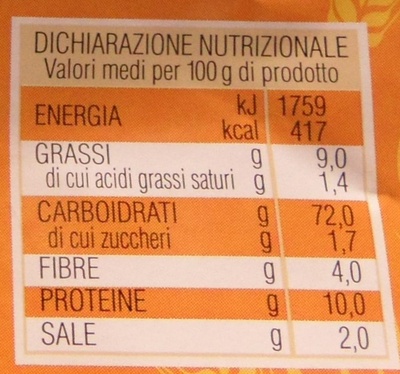 DICHIARAZIONE NUTRIZIONALE
Valori medi per 100 g di prodotto
ENERGIA kJ 1759
kcal 417
GRASSI g 9,0
di cui acidi grassi saturi g 1,4
CARBOIDRATI g 72,0
di cui zuccheri g 1,7
FIBRE g 4,0
PROTEINE g 10,0
SALE g 2,0